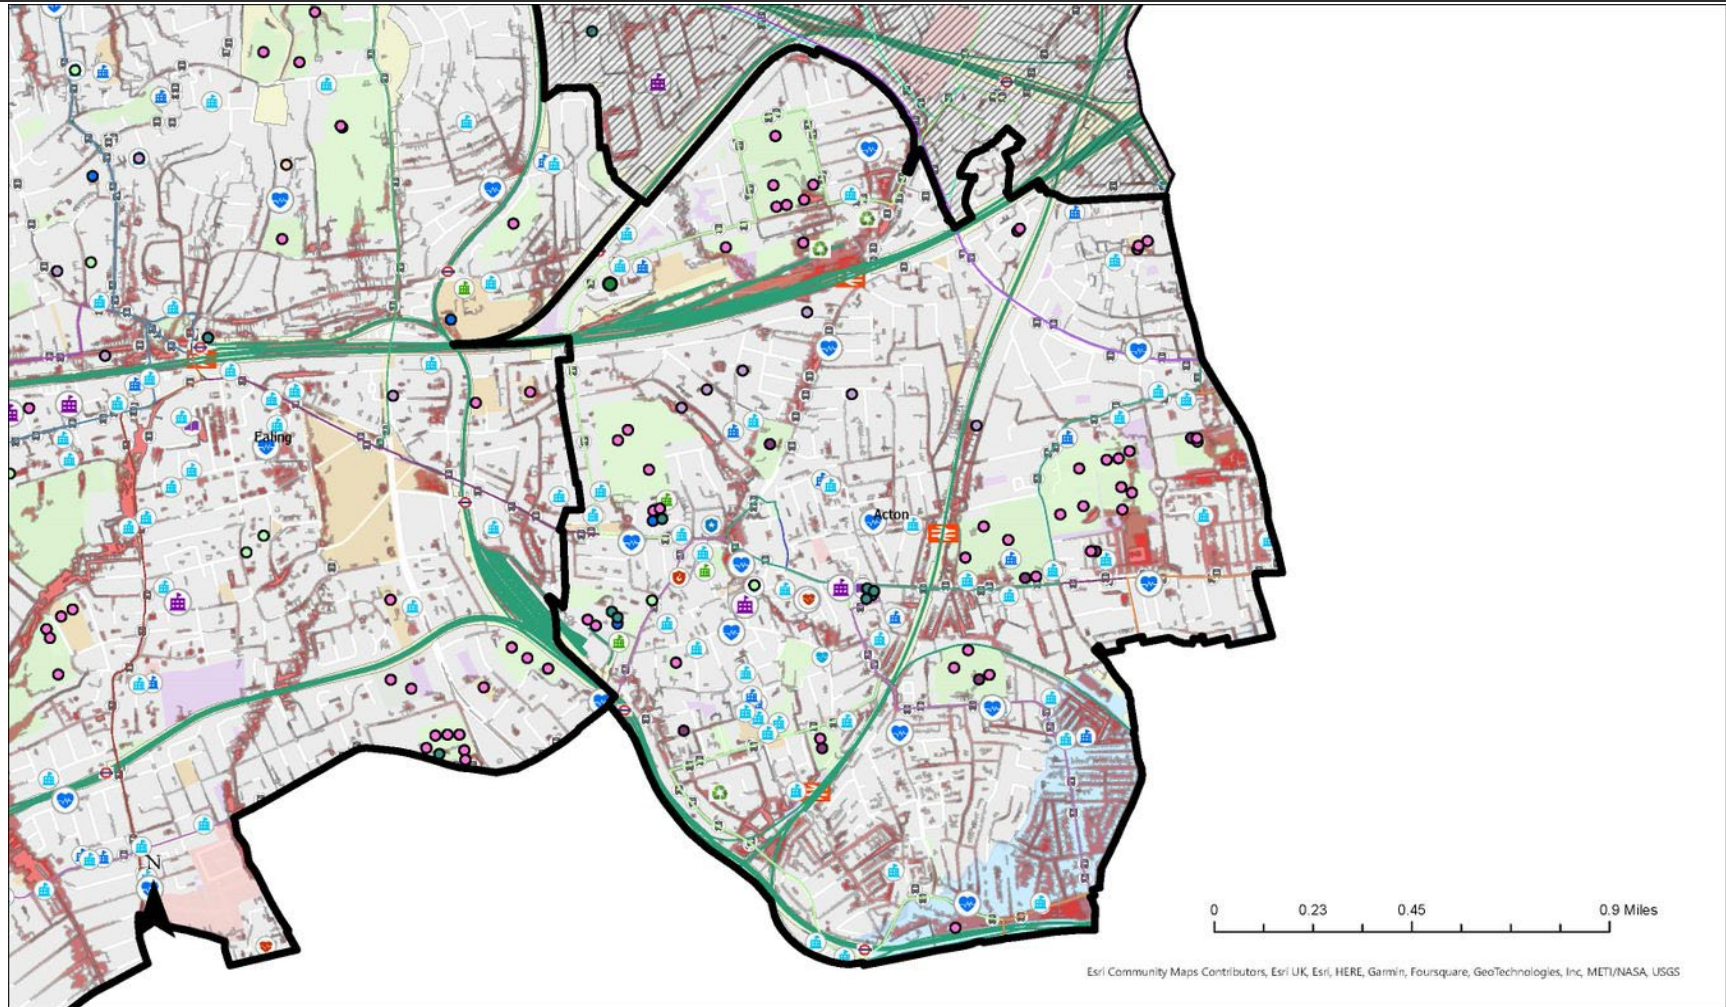 Ealing
Acton
N
0 0.23 0.45 0.9 Miles
Esri Community Maps Contributors, Esri UK, Esri, HERE, Garmin, Foursquare, GeoTechnologies, Inc, METI/NASA, USGS